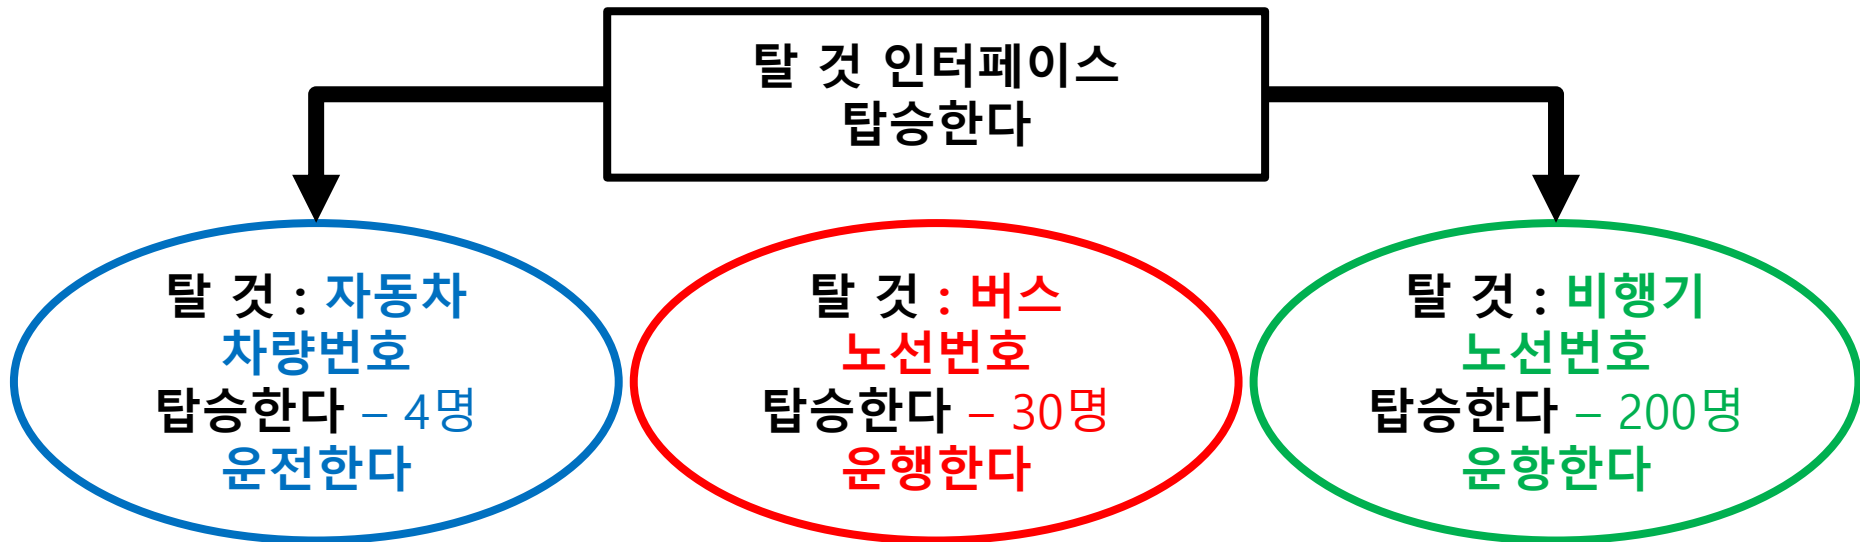 탈 것 인터페이스
탑승한다
탈 것 : 자동차
차량번호
탑승한다 – 4명
운전한다
탈 것 : 버스
노선번호
탑승한다 – 30명
운행한다
탈 것 : 비행기
노선번호
탑승한다 – 200명
운항한다